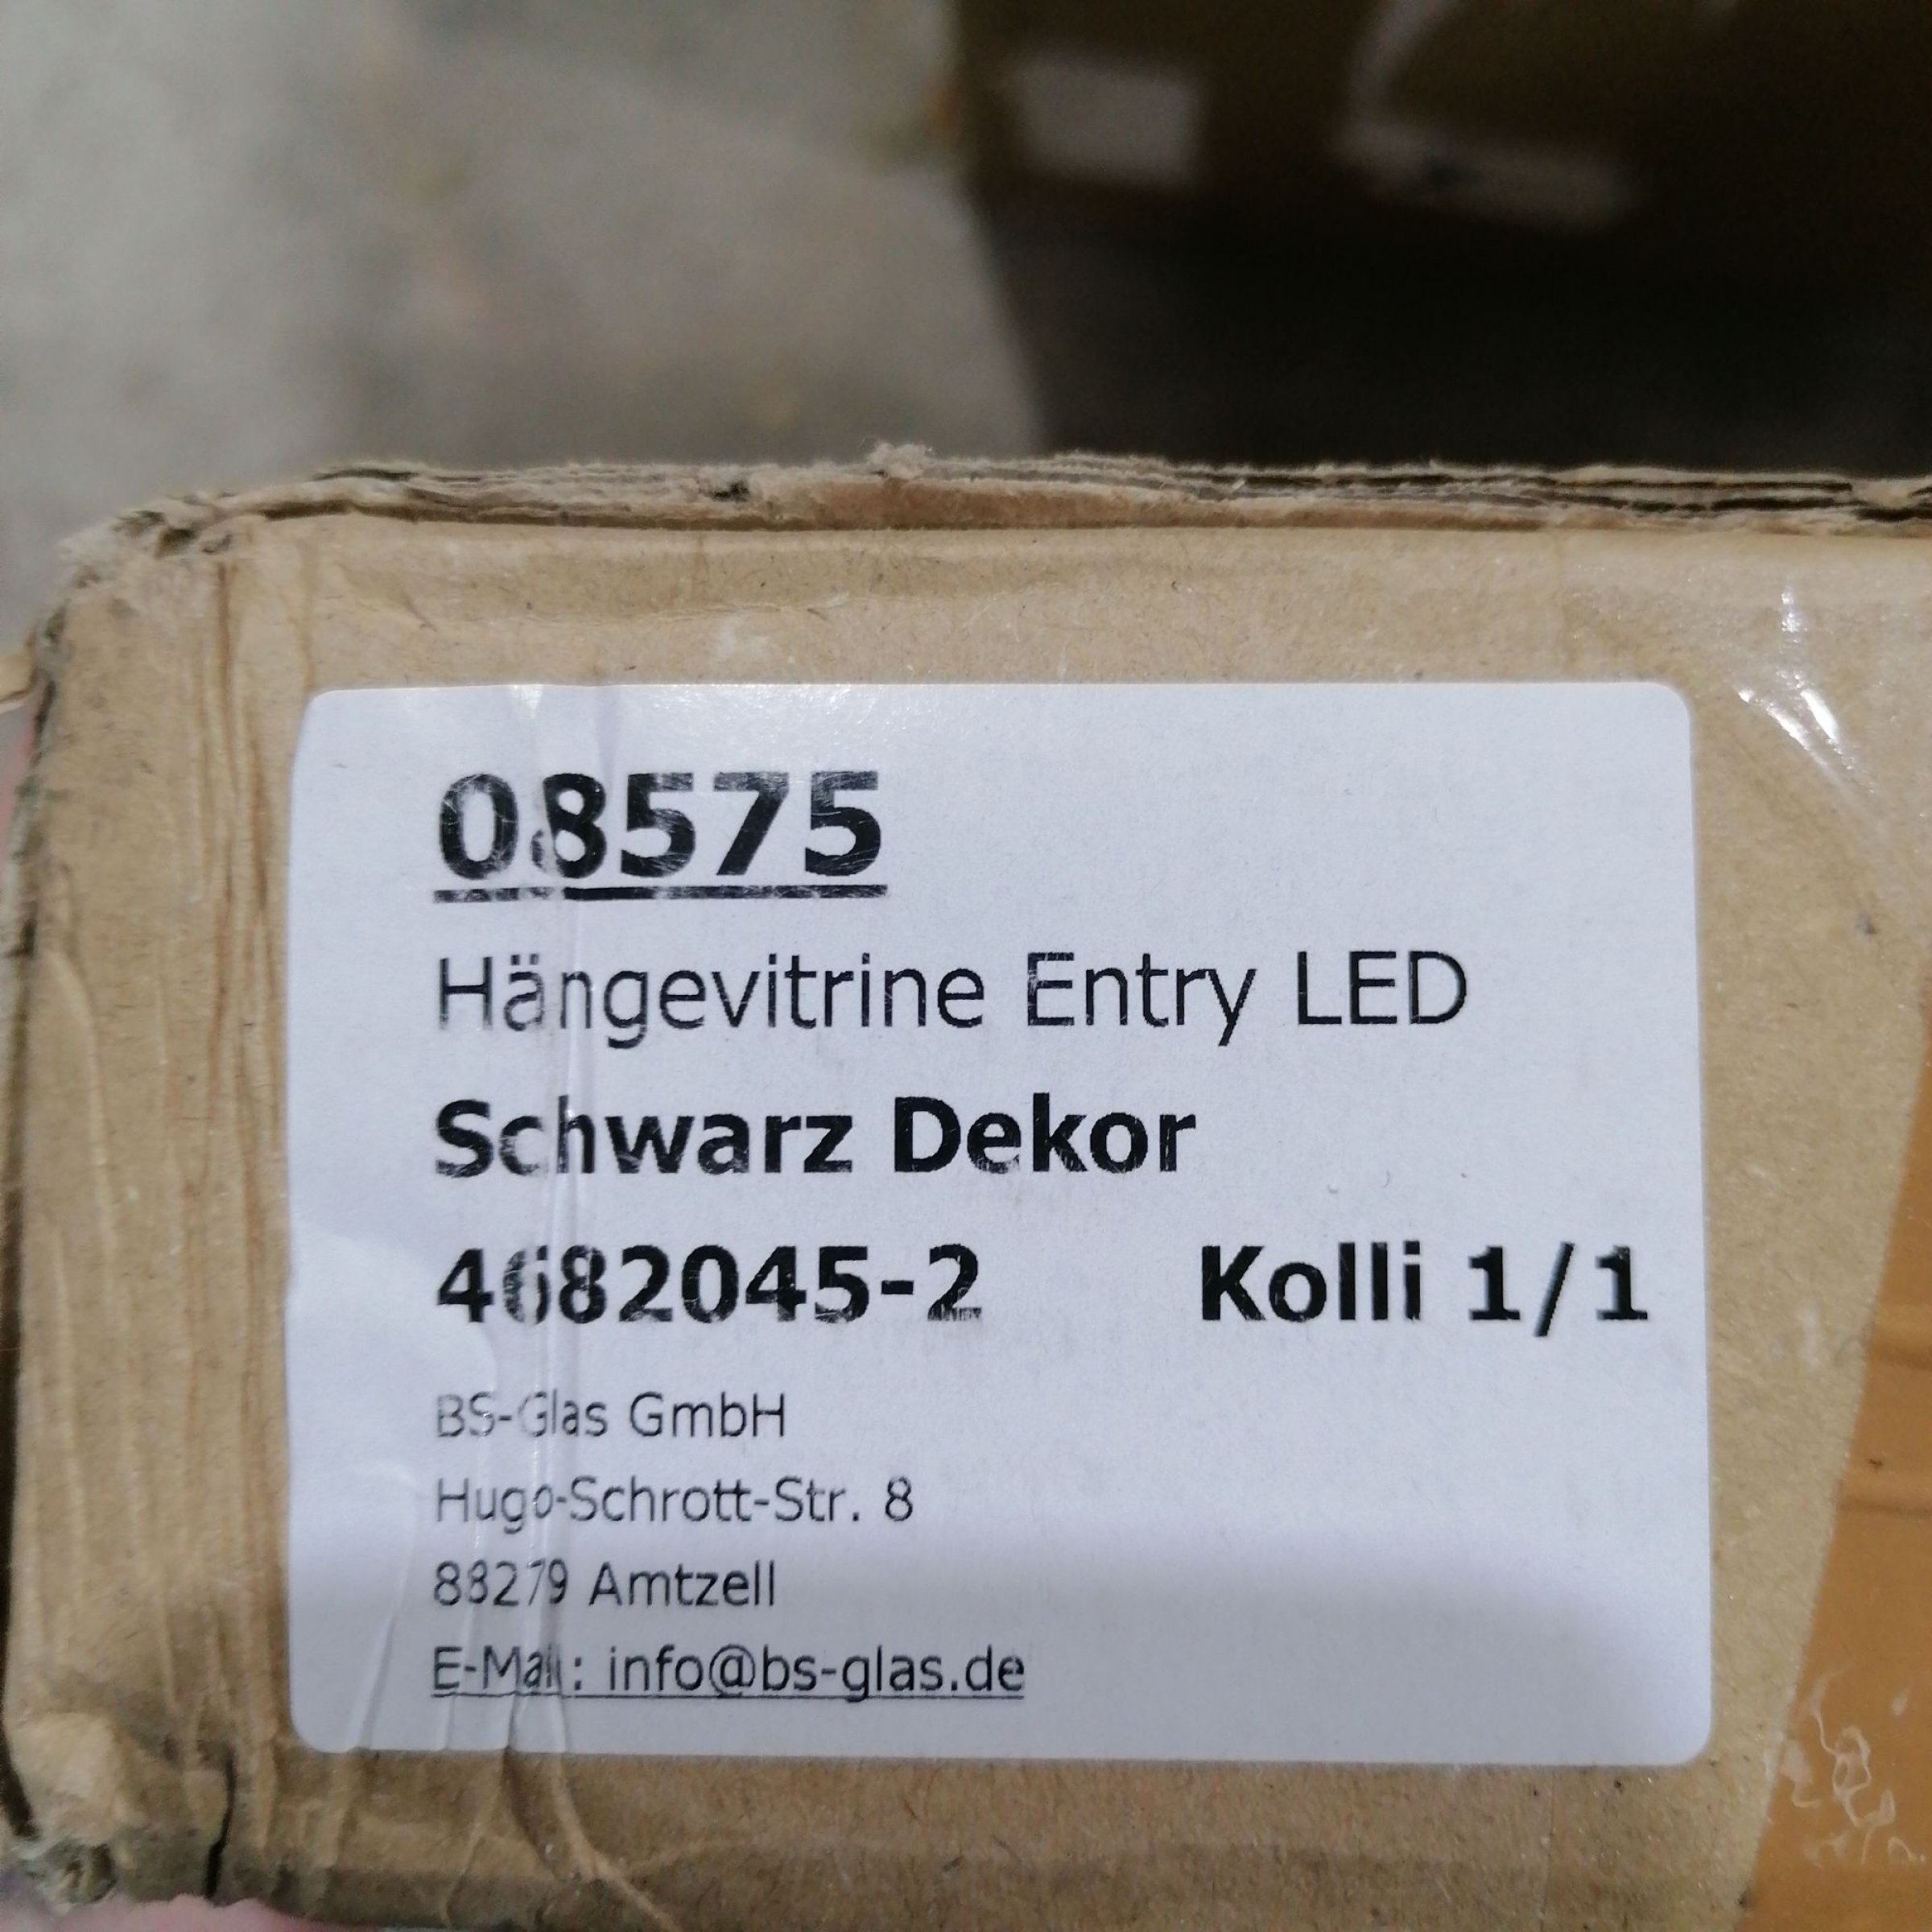 08575
Hängevitrine Entry LED
Schwarz Dekor
4682045-2 Kolli 1/1
BS-Glas GmbH
Hugo-Schrott-Str. 8
88279 Amtzell
E-Mail: info@bs-glas.de